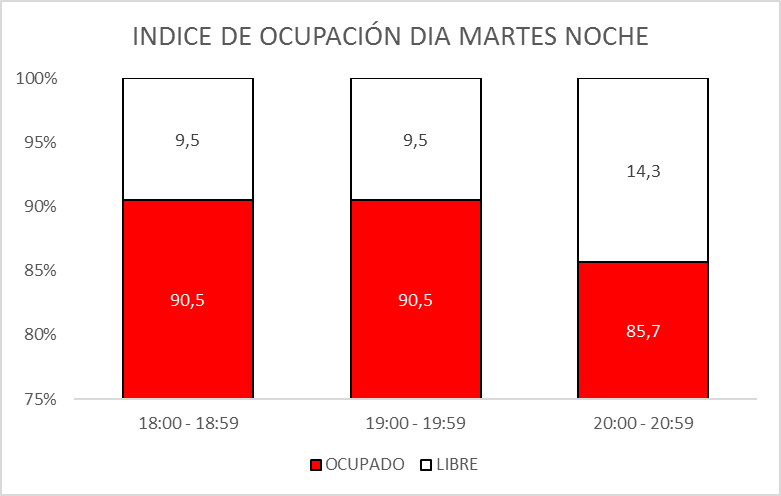 INDICE DE OCUPACIÓN DIA MARTES NOCHE
100%
95%
90%
85%
80%
75%
9,5
9,5
14,3
90,5
90,5
85,7
18:00 - 18:59
19:00 - 19:59
20:00 - 20:59
OCUPADO
LIBRE